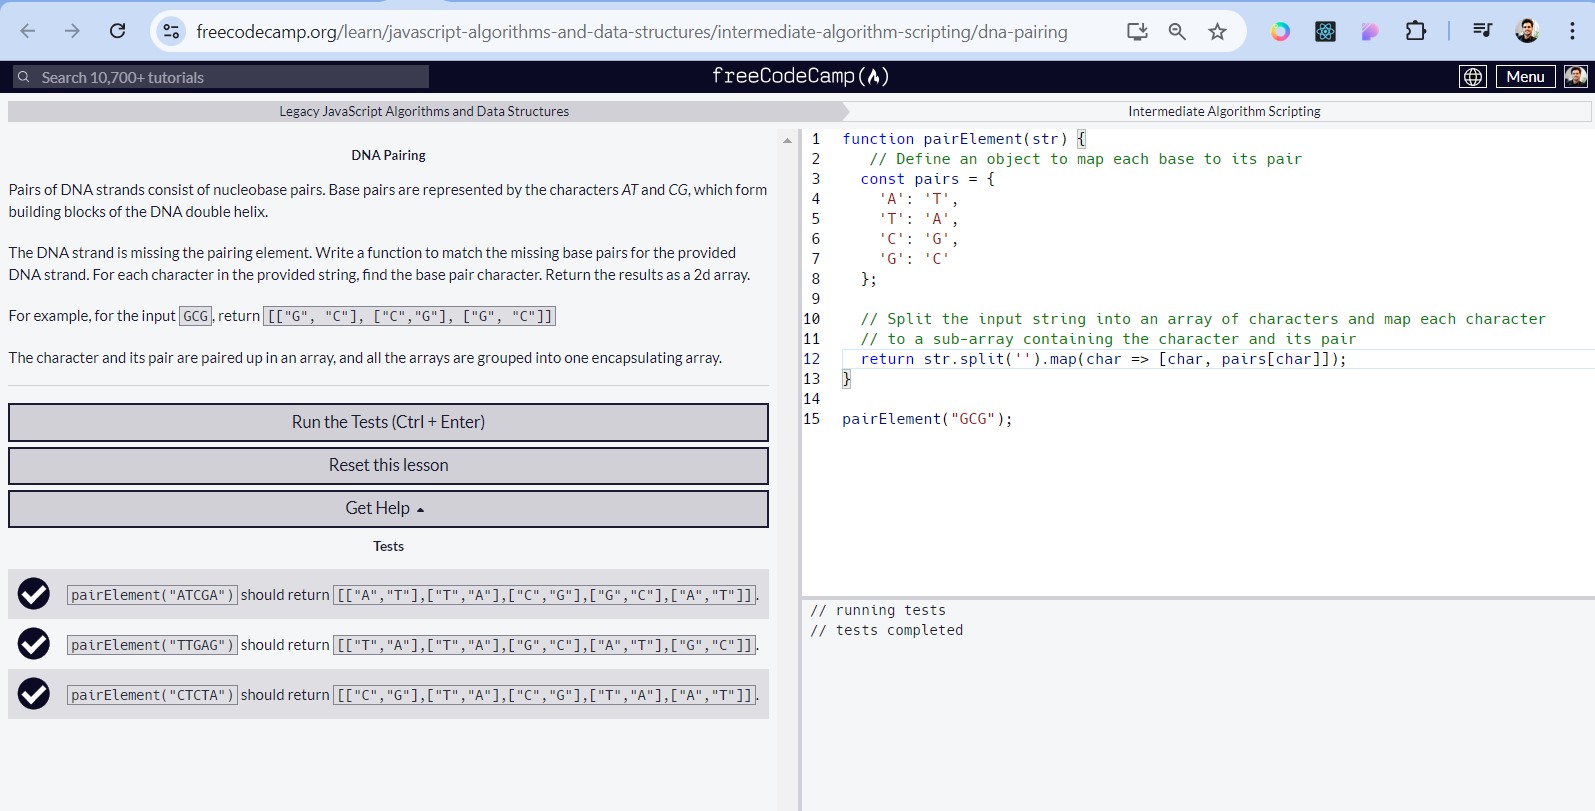 freecodecamp.org/learn/javascript-algorithms-and-data-structures/intermediate-algorithm-scripting/dna-pairing
Search 10,700+ tutorials
freeCodeCamp(🔥)
Menu
Legacy JavaScript Algorithms and Data Structures
Intermediate Algorithm Scripting
DNA Pairing
Pairs of DNA strands consist of nucleobase pairs. Base pairs are represented by the characters AT and CG, which form
building blocks of the DNA double helix.
The DNA strand is missing the pairing element. Write a function to match the missing base pairs for the provided
DNA strand. For each character in the provided string, find the base pair character. Return the results as a 2d array.
For example, for the input GCG, return [["G", "C"], ["C","G"], ["G", "C"]]
The character and its pair are paired up in an array, and all the arrays are grouped into one encapsulating array.
Run the Tests (Ctrl + Enter)
Reset this lesson
Get Help
Tests
pairElement("ATCGA") should return [["A","T"],["T","A"],["C","G"],["G","C"],["A","T"]].
pairElement("TTGAG") should return [["T","A"],["T","A"],["G","C"],["A","T"],["G","C"]].
pairElement("CTCTA") should return [["C","G"],["T","A"],["C","G"],["T","A"],["A","T"]].
1 function pairElement(str) {
2 // Define an object to map each base to its pair
3 const pairs = {
4 'A': 'T',
5 'T': 'A',
6 'C': 'G',
7 'G': 'C'
8 };
9
10 // Split the input string into an array of characters and map each character
11 // to a sub-array containing the character and its pair
12 return str.split('').map(char => [char, pairs[char]]);
13 }
14
15 pairElement("GCG");
// running tests
// tests completed